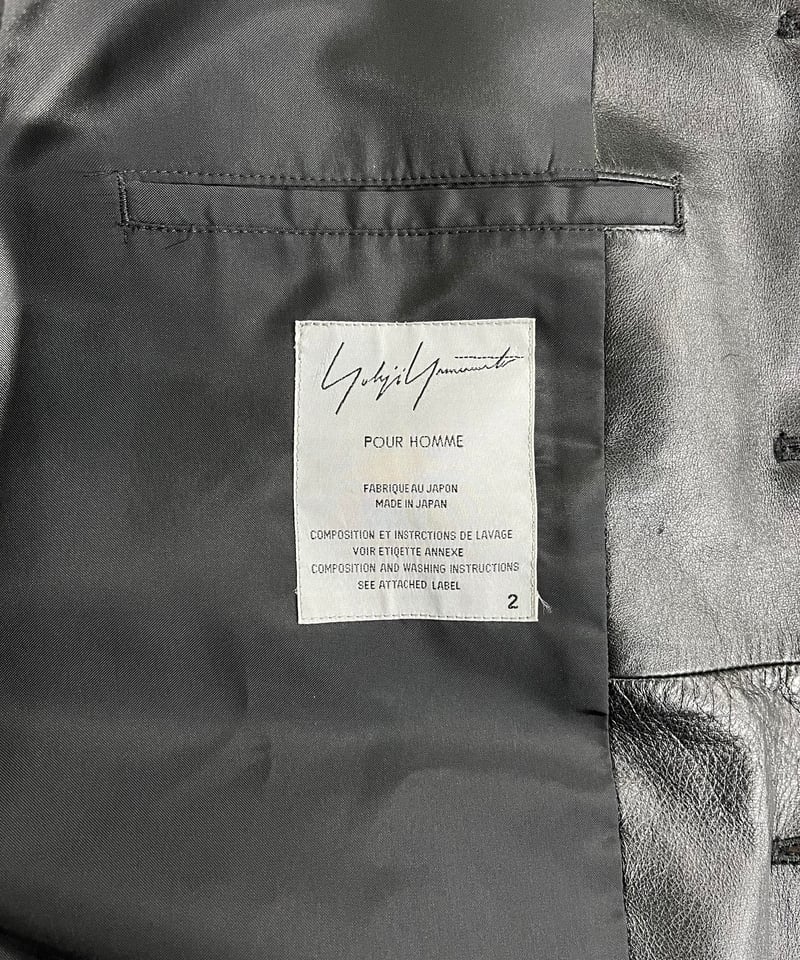 Yohji Yamamoto
POUR HOMME
FABRIQUE AU JAPON
MADE IN JAPAN
COMPOSITION ET INSTRCTIONS DE LAVAGE
VOIR ETIQETTE ANNEXE
COMPOSITION AND WASHING INSTRUCTIONS
SEE ATTACHED LABEL
2